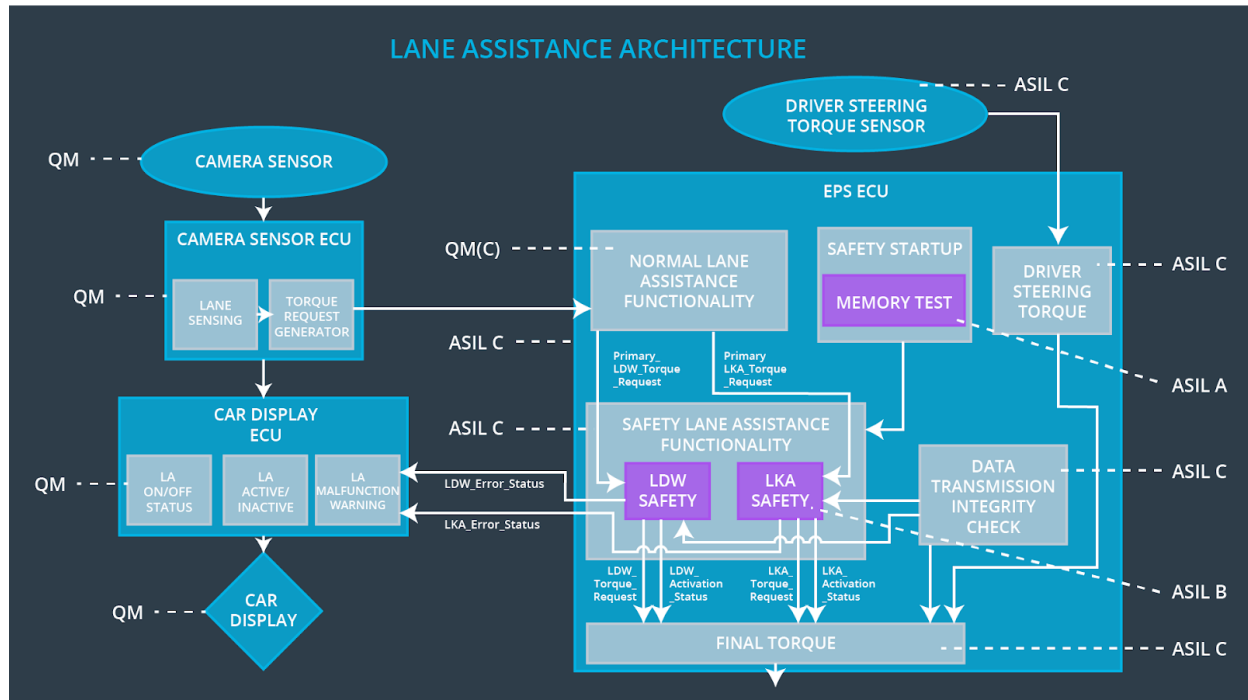 LANE ASSISTANCE ARCHITECTURE
ASIL C
DRIVER STEERING
TORQUE SENSOR
QM
CAMERA SENSOR
EPS ECU
CAMERA SENSOR ECU
QM
LANE
SENSING
TORQUE
REQUEST
GENERATOR
QM(C)
NORMAL LANE
ASSISTANCE
FUNCTIONALITY
SAFETY STARTUP
MEMORY TEST
DRIVER
STEERING
TORQUE
ASIL C
ASIL C
Primary_
LDW_Torque
_Request
Primary
LKA_Torque
_Request
ASIL A
CAR DISPLAY
ECU
QM
LA
ON/OFF
STATUS
LA
ACTIVE/
INACTIVE
LA
MALFUNCTION
WARNING
ASIL C
SAFETY LANE ASSISTANCE
FUNCTIONALITY
LDW
SAFETY
LKA
SAFETY
DATA
TRANSMISSION
INTEGRITY
CHECK
ASIL C
LDW_Error_Status
LKA_Error_Status
LDW_
Torque_
Request
LDW_
Activation
_Status
LKA_
Torque_
Request
LKA_
Activation
_Status
ASIL B
QM
CAR
DISPLAY
FINAL TORQUE
ASIL C